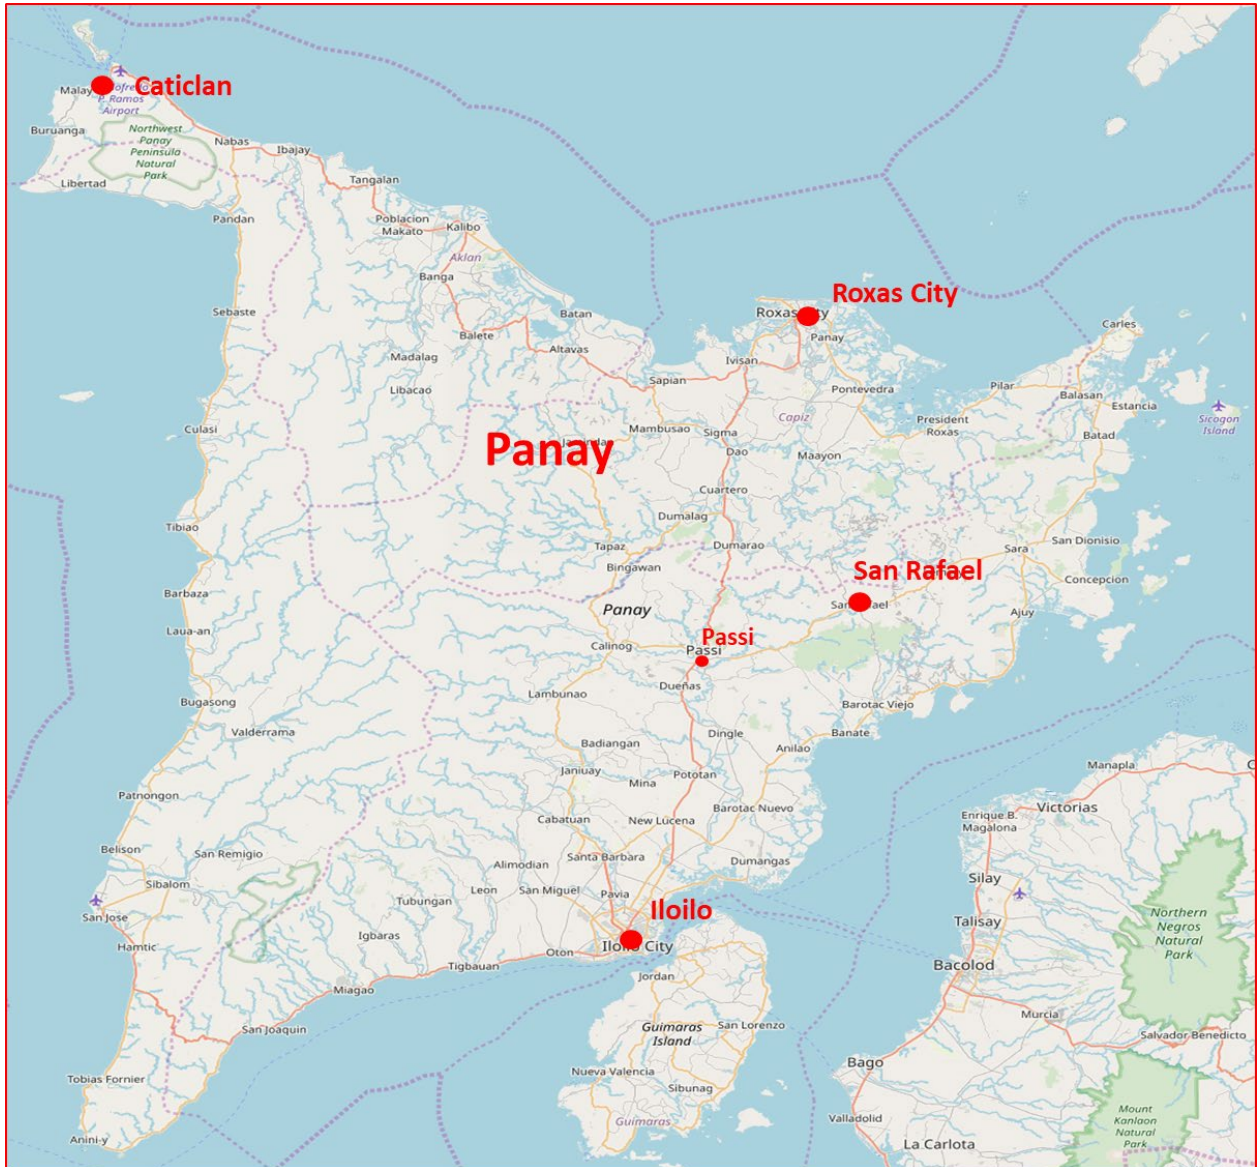 Caticlan
Malay
P. Ramos
Airport
Buruanga
Northwest
Panay
Peninsula
Natural
Park
Nabas
Ibajay
Libertad
Tangalan
Pandan
Poblacion
Makato
Kalibo
Aklan
Banga
Roxas City
Sebaste
Batan
Panay
Carles
Balete
Altavas
Madalag
Ivisan
Libacao
Sapian
Pontevedra
Pilar
Balasan
Estancia
Sicogon
Island
Capiz
President
Roxas
Culasi
Mambusao
Sigma
Batad
Panay
Dao
Maayon
Cuartero
Tibiao
Dumalag
Tapaz
Dumarao
San Dionisio
Sara
Bingawan
San Rafael
Concepcion
Barbaza
Panay
Ajuy
Laua-an
Passi
Calinog
Passi
Dueñas
Lambunao
Bugasong
Barotac Viejo
Valderrama
Dingle
Banate
Badiangan
Anilao
Janiuay
Mina
Pototan
Manapla
Patnongon
Barotac Nuevo
Victorias
Cabatuan
New Lucena
Enrique B.
Magalona
Belison
San Remigio
Santa Barbara
Alimodian
Dumangas
Sibalom
Leon
San Miguel
Pavia
Silay
Tubungan
San Jose
Iloilo
Talisay
Northern
Negros
Natural
Park
Igbaras
Hamtic
Oton
Iloilo City
Tigbauan
Bacolod
Jordan
Miagao
Murcia
San Joaquin
Guimaras
Island
San Lorenzo
Salvador Benedicto
Bago
Tobias Fornier
Nueva Valencia
Sibunag
Mount
Kanlaon
Natural
Park
Guimaras
Valladolid
Anini-y
La Carlota